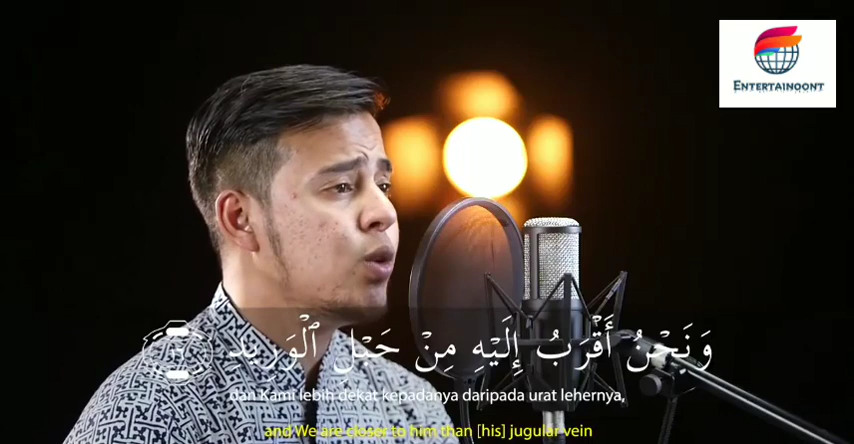 ENTERTAINOONT
وَنَحْنُ أَقْرَبُ إِلَيْهِ مِنْ حَبْلِ ٱلْوَرِيدِ
dan Kami lebih dekat kepadanya daripada urat lehernya,
and We are closer to him than [his] jugular vein